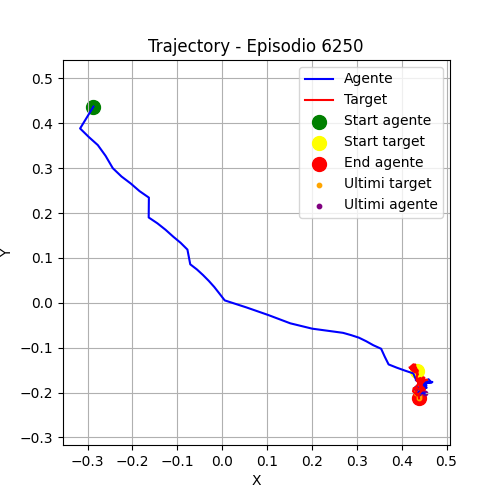 Trajectory - Episodio 6250
Agente
Target
Start agente
Start target
End agente
Ultimi target
Ultimi agente
0.5
0.4
0.3
0.2
0.1
0.0
−0.1
−0.2
−0.3
Y
−0.3 −0.2 −0.1 0.0 0.1 0.2 0.3 0.4 0.5
X